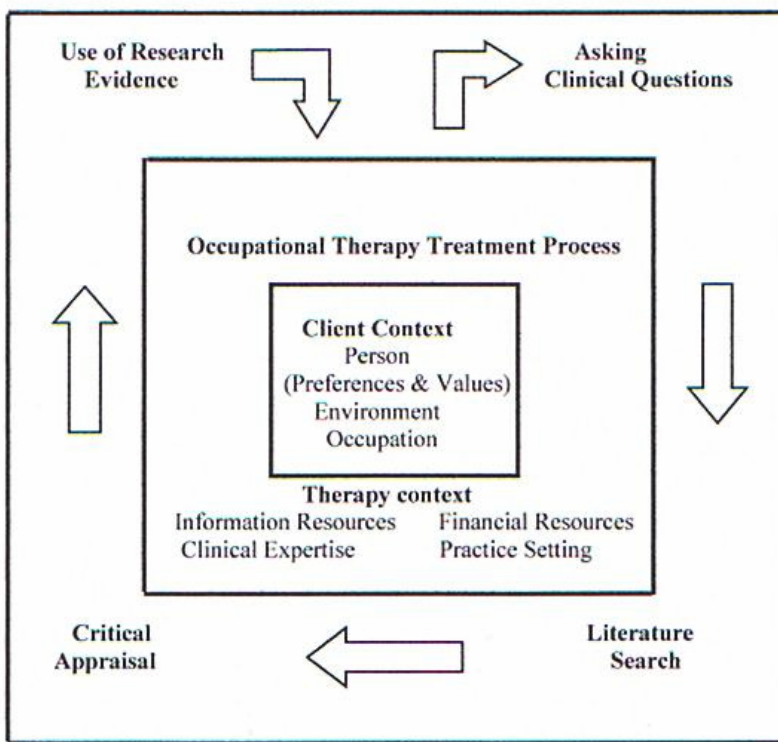 Use of Research
Evidence
Asking
Clinical Questions
Occupational Therapy Treatment Process
Client Context
Person
(Preferences & Values)
Environment
Occupation
Therapy context
Information Resources
Financial Resources
Clinical Expertise
Practice Setting
Critical
Appraisal
Literature
Search